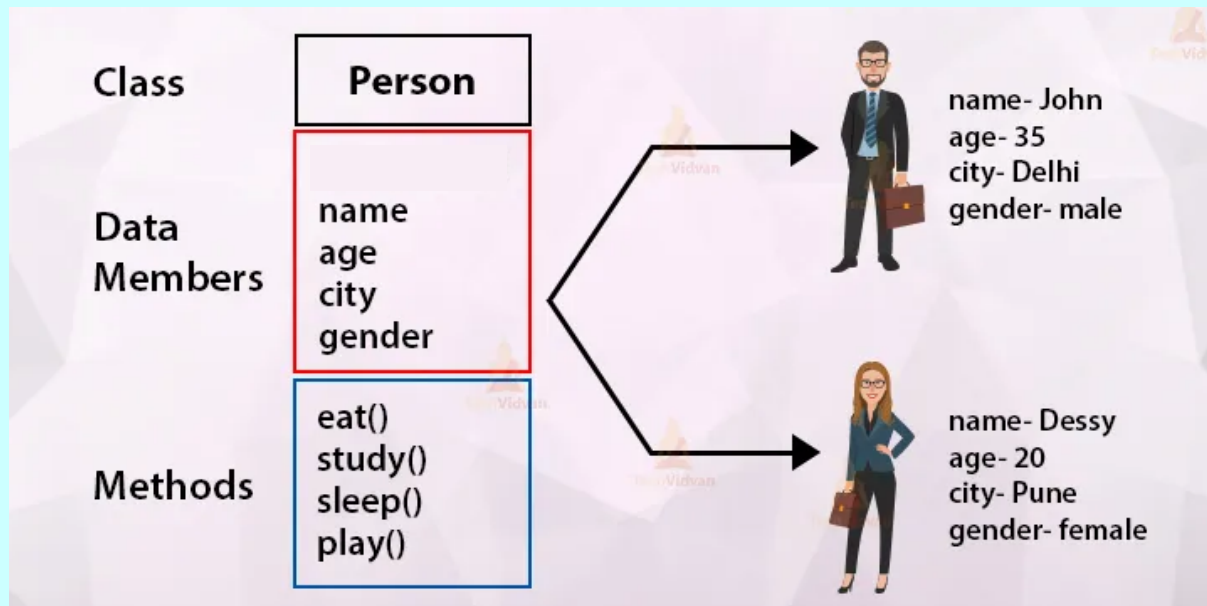 Class
Person
Data
Members
name
age
city
gender
Methods
eat()
study()
sleep()
play()
name- John
age- 35
city- Delhi
gender- male
name- Dessy
age- 20
city- Pune
gender- female
TechVidvan